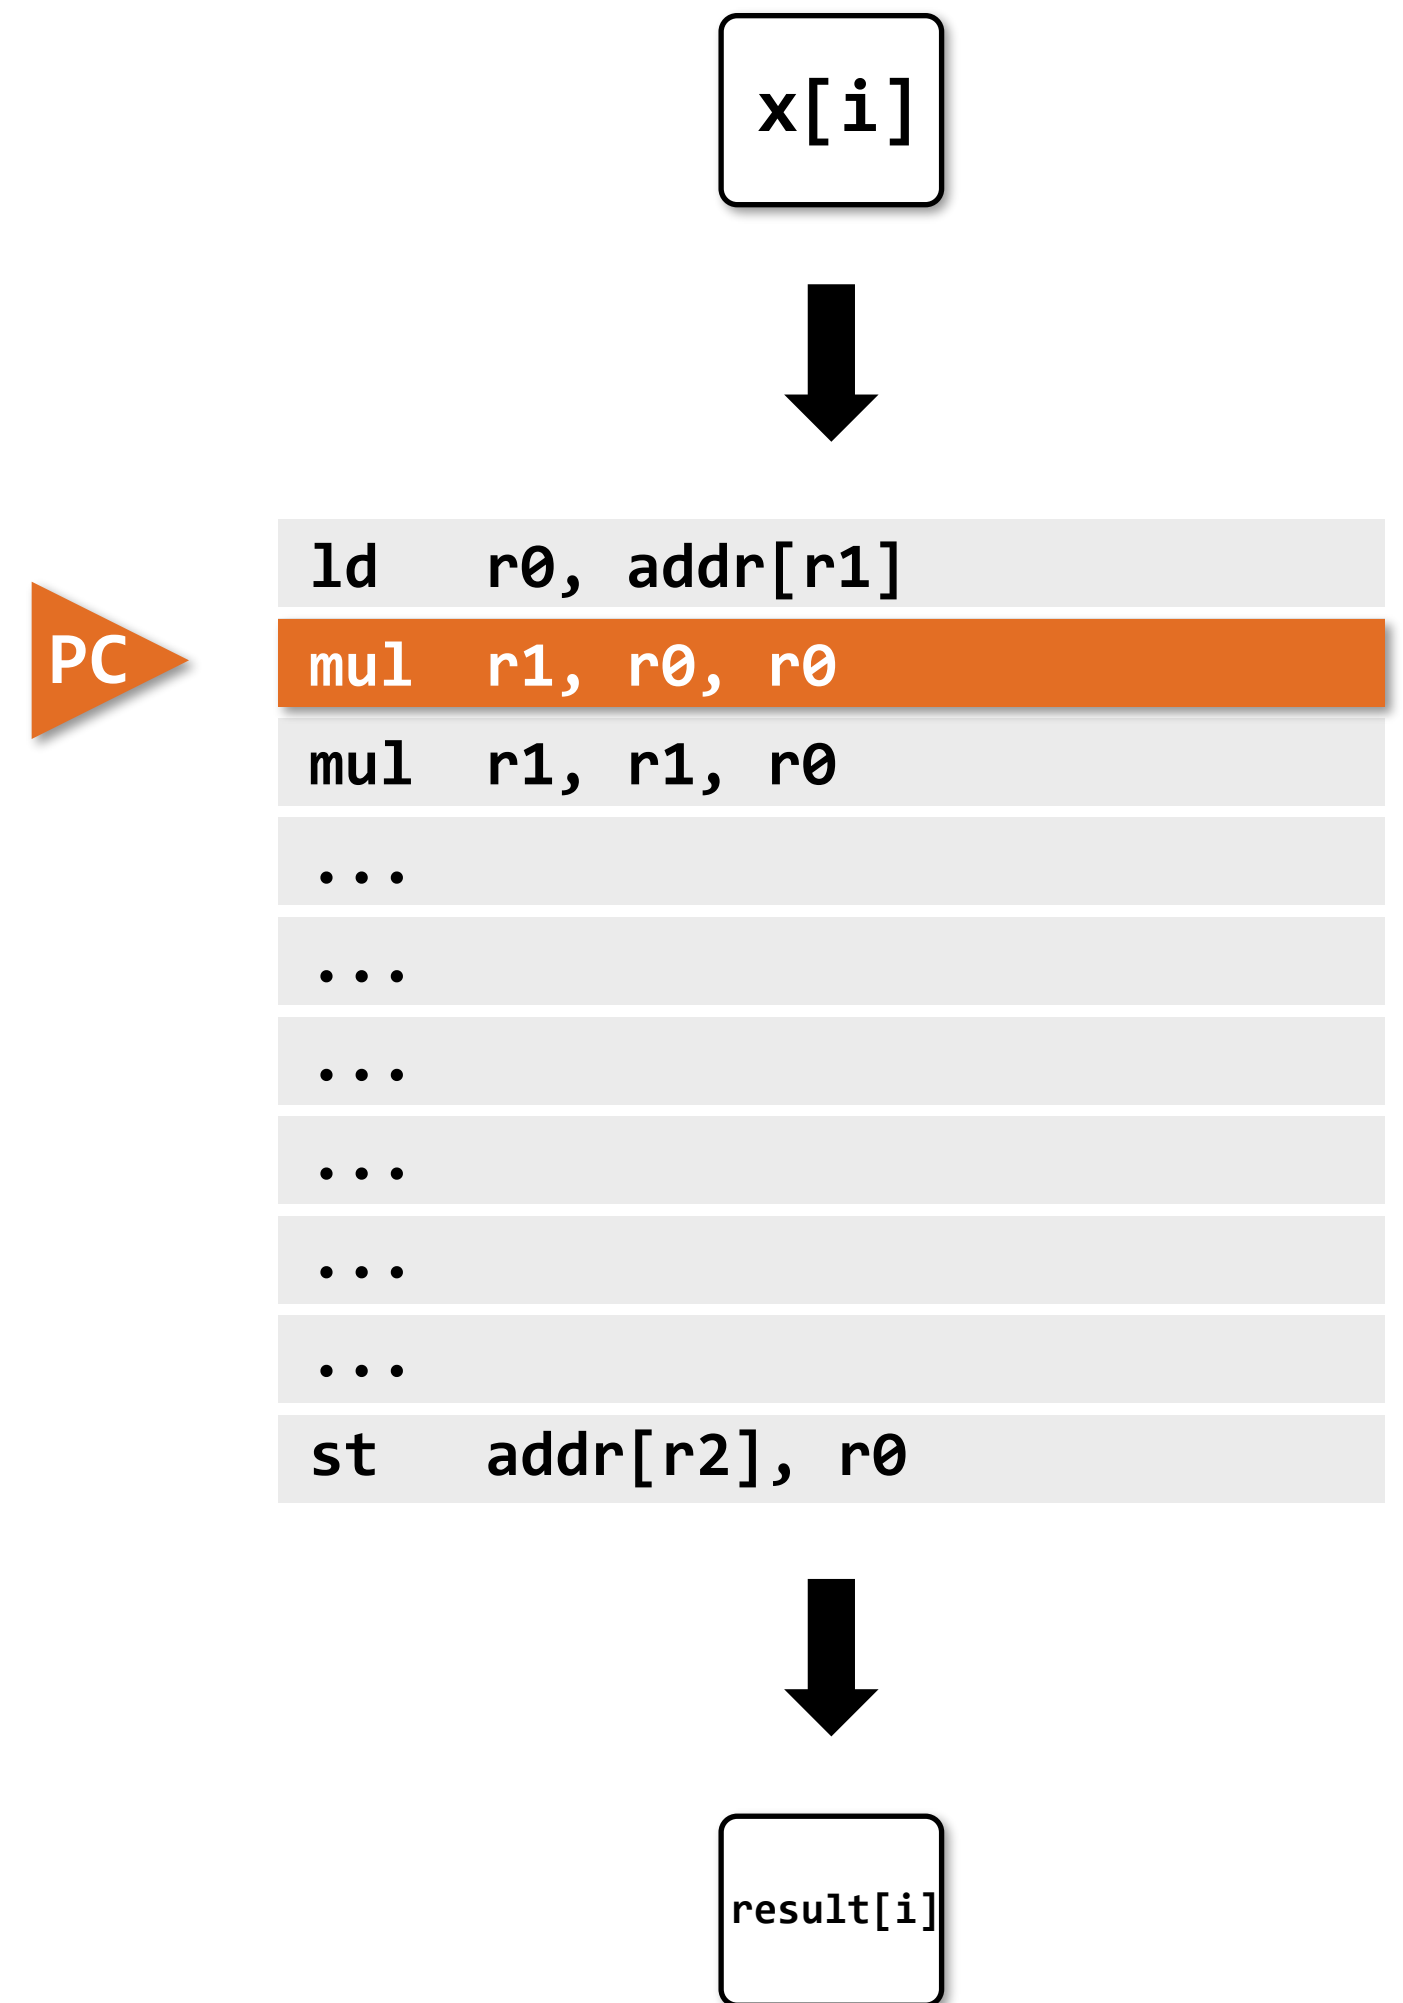 x[i]
ld r0, addr[r1]
PC
mul r1, r0, r0
mul r1, r1, r0
...
...
...
...
...
...
st addr[r2], r0
result[i]